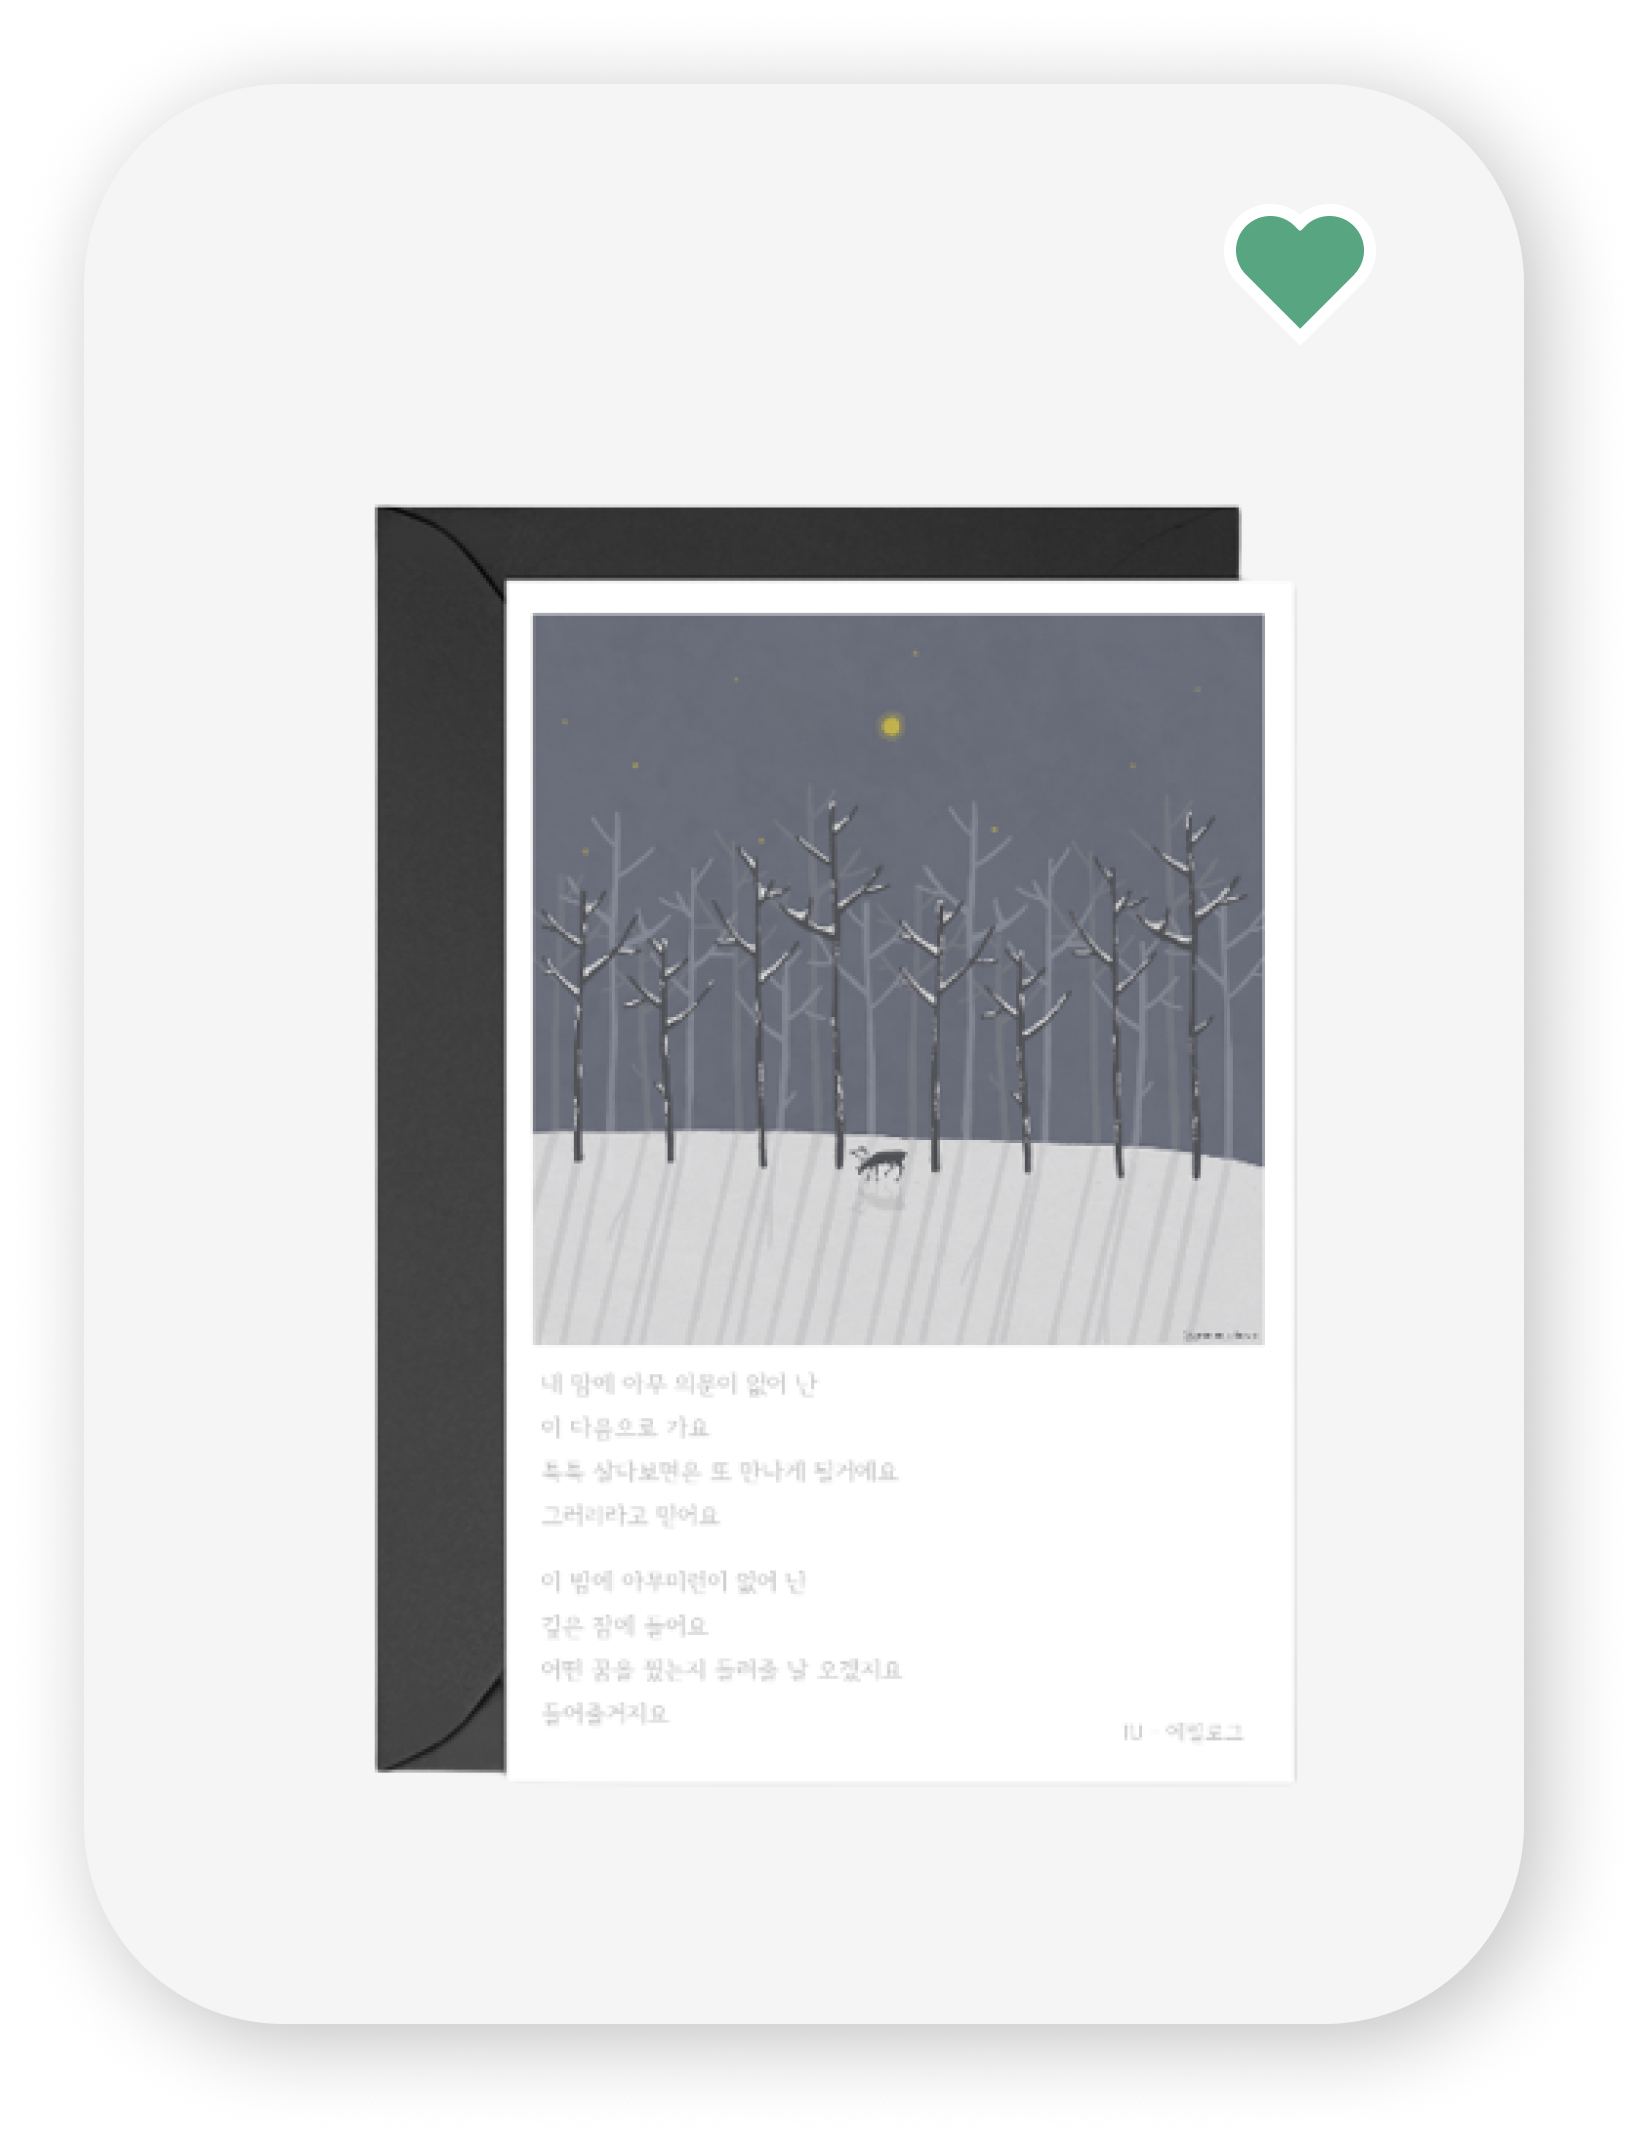 내 맘에 아무 의문이 없어 난
이 다음으로 가요
툭툭 살다보면은 또 만나게 될거예요
그러리라고 믿어요
이 밤에 아무미련이 없어 난
깊은 잠에 들어요
어떤 꿈을 꿨는지 들려줄 날 오겠지요
들어줄거지요
IU - 에필로그